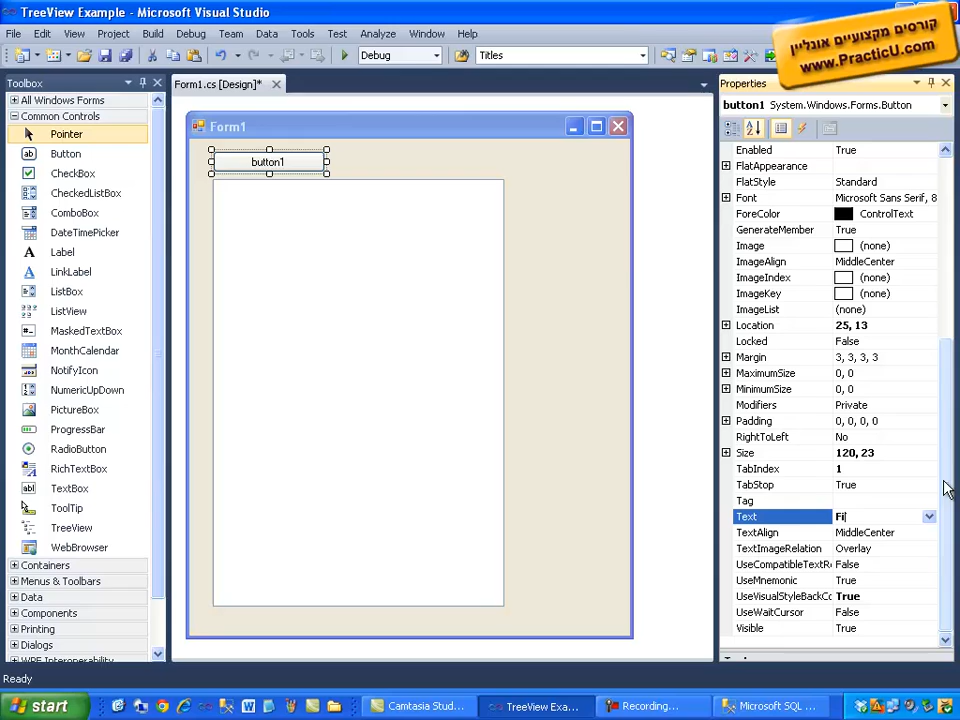 TreeView Example - Microsoft Visual Studio
קורסים מקצועיים אונליין
www.PracticU.com
File Edit View Project Build Debug Team Data Tools Test Analyze Window Help
Debug
Titles
Toolbox
All Windows Forms
Common Controls
Pointer
Button
CheckBox
CheckedListBox
ComboBox
DateTimePicker
Label
LinkLabel
ListBox
ListView
MaskedTextBox
MonthCalendar
NotifyIcon
NumericUpDown
PictureBox
ProgressBar
RadioButton
RichTextBox
TextBox
ToolTip
TreeView
WebBrowser
Containers
Menus & Toolbars
Data
Components
Printing
Dialogs
WPF Interoperability
Form1.cs [Design]*
Form1
button1
Properties
button1 System.Windows.Forms.Button
Enabled True
FlatAppearance
FlatStyle Standard
Font Microsoft Sans Serif, 8
ForeColor ControlText
GenerateMember True
Image (none)
ImageAlign MiddleCenter
ImageIndex (none)
ImageKey (none)
ImageList (none)
Location 25, 13
Locked False
Margin 3, 3, 3, 3
MaximumSize 0, 0
MinimumSize 0, 0
Modifiers Private
Padding 0, 0, 0, 0
RightToLeft No
Size 120, 23
TabIndex 1
TabStop True
Tag
Text Fi
TextAlign MiddleCenter
TextImageRelation Overlay
UseCompatibleTextR False
UseMnemonic True
UseVisualStyleBackC True
UseWaitCursor False
Visible True
Ready
start
Camtasia Stud...
TreeView Exa...
Recording...
Microsoft SQL ...